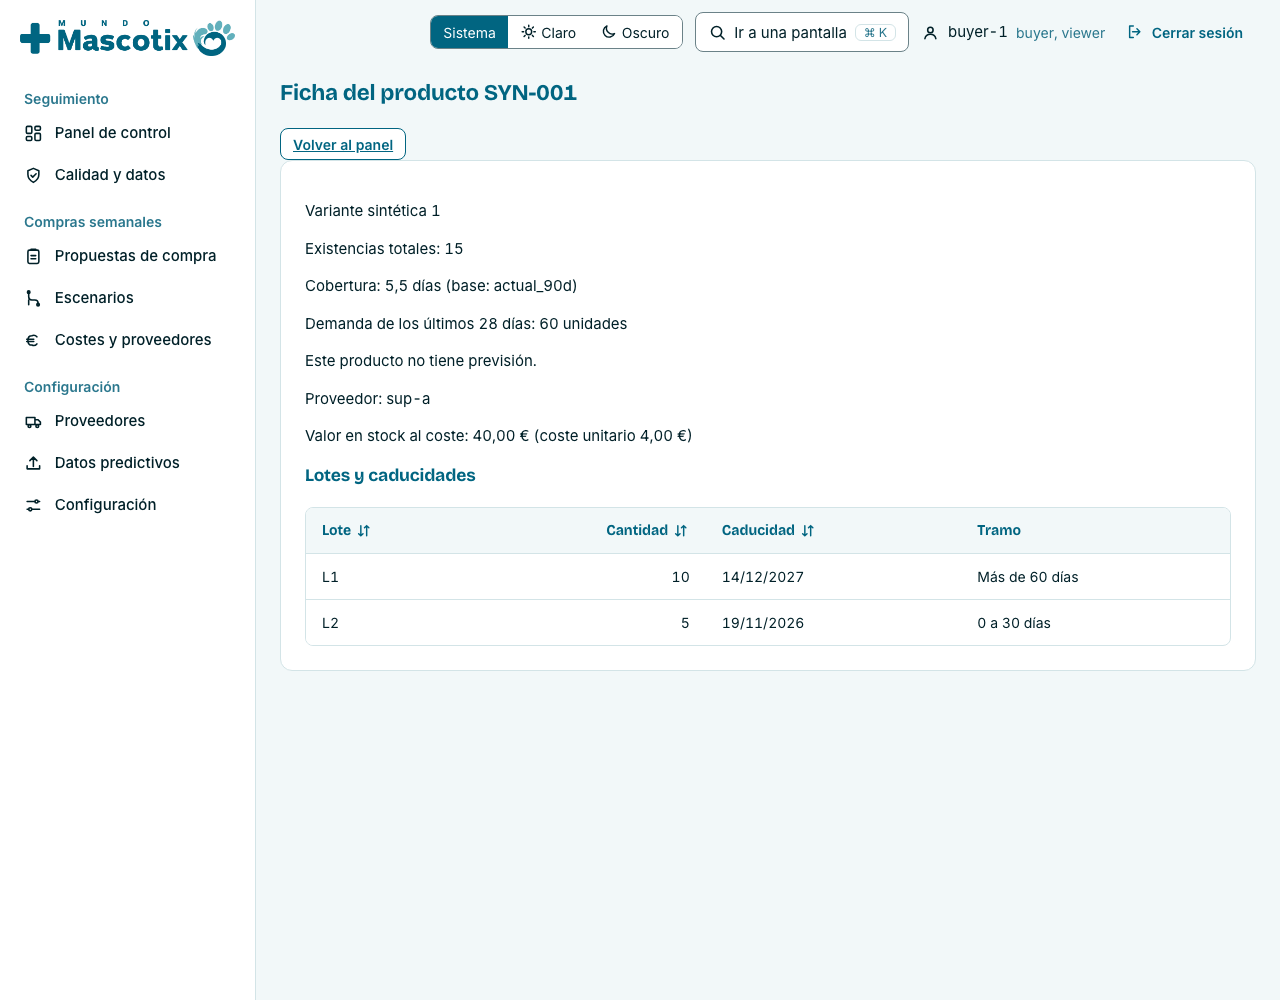 MUNDO
Mascotix
Sistema
Claro
Oscuro
Ir a una pantalla
⌘ K
buyer-1
buyer, viewer
Cerrar sesión
Seguimiento
Panel de control
Calidad y datos
Compras semanales
Propuestas de compra
Escenarios
Costes y proveedores
Configuración
Proveedores
Datos predictivos
Configuración
Ficha del producto SYN-001
Volver al panel
Variante sintética 1
Existencias totales: 15
Cobertura: 5,5 días (base: actual_90d)
Demanda de los últimos 28 días: 60 unidades
Este producto no tiene previsión.
Proveedor: sup-a
Valor en stock al coste: 40,00 € (coste unitario 4,00 €)
Lotes y caducidades
Lote Cantidad Caducidad Tramo
L1 10 14/12/2027 Más de 60 días
L2 5 19/11/2026 0 a 30 días